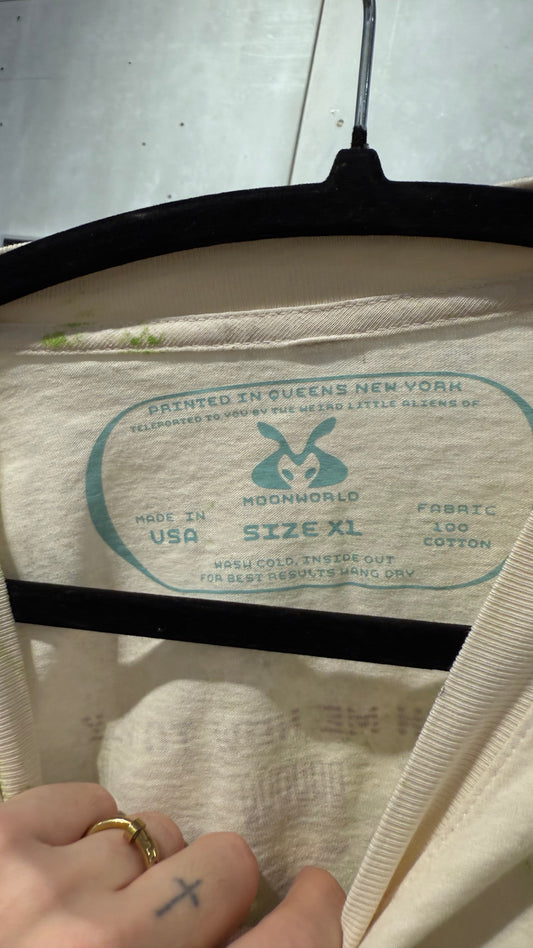 PRINTED IN QUEENS NEW YORK
TELEPORTED TO YOU BY THE WEIRD LITTLE ALIENS OF
MOONWORLD
MADE IN
USA
SIZE XL
FABRIC
100
COTTON
WASH COLD, INSIDE OUT
FOR BEST RESULTS HANG DRY